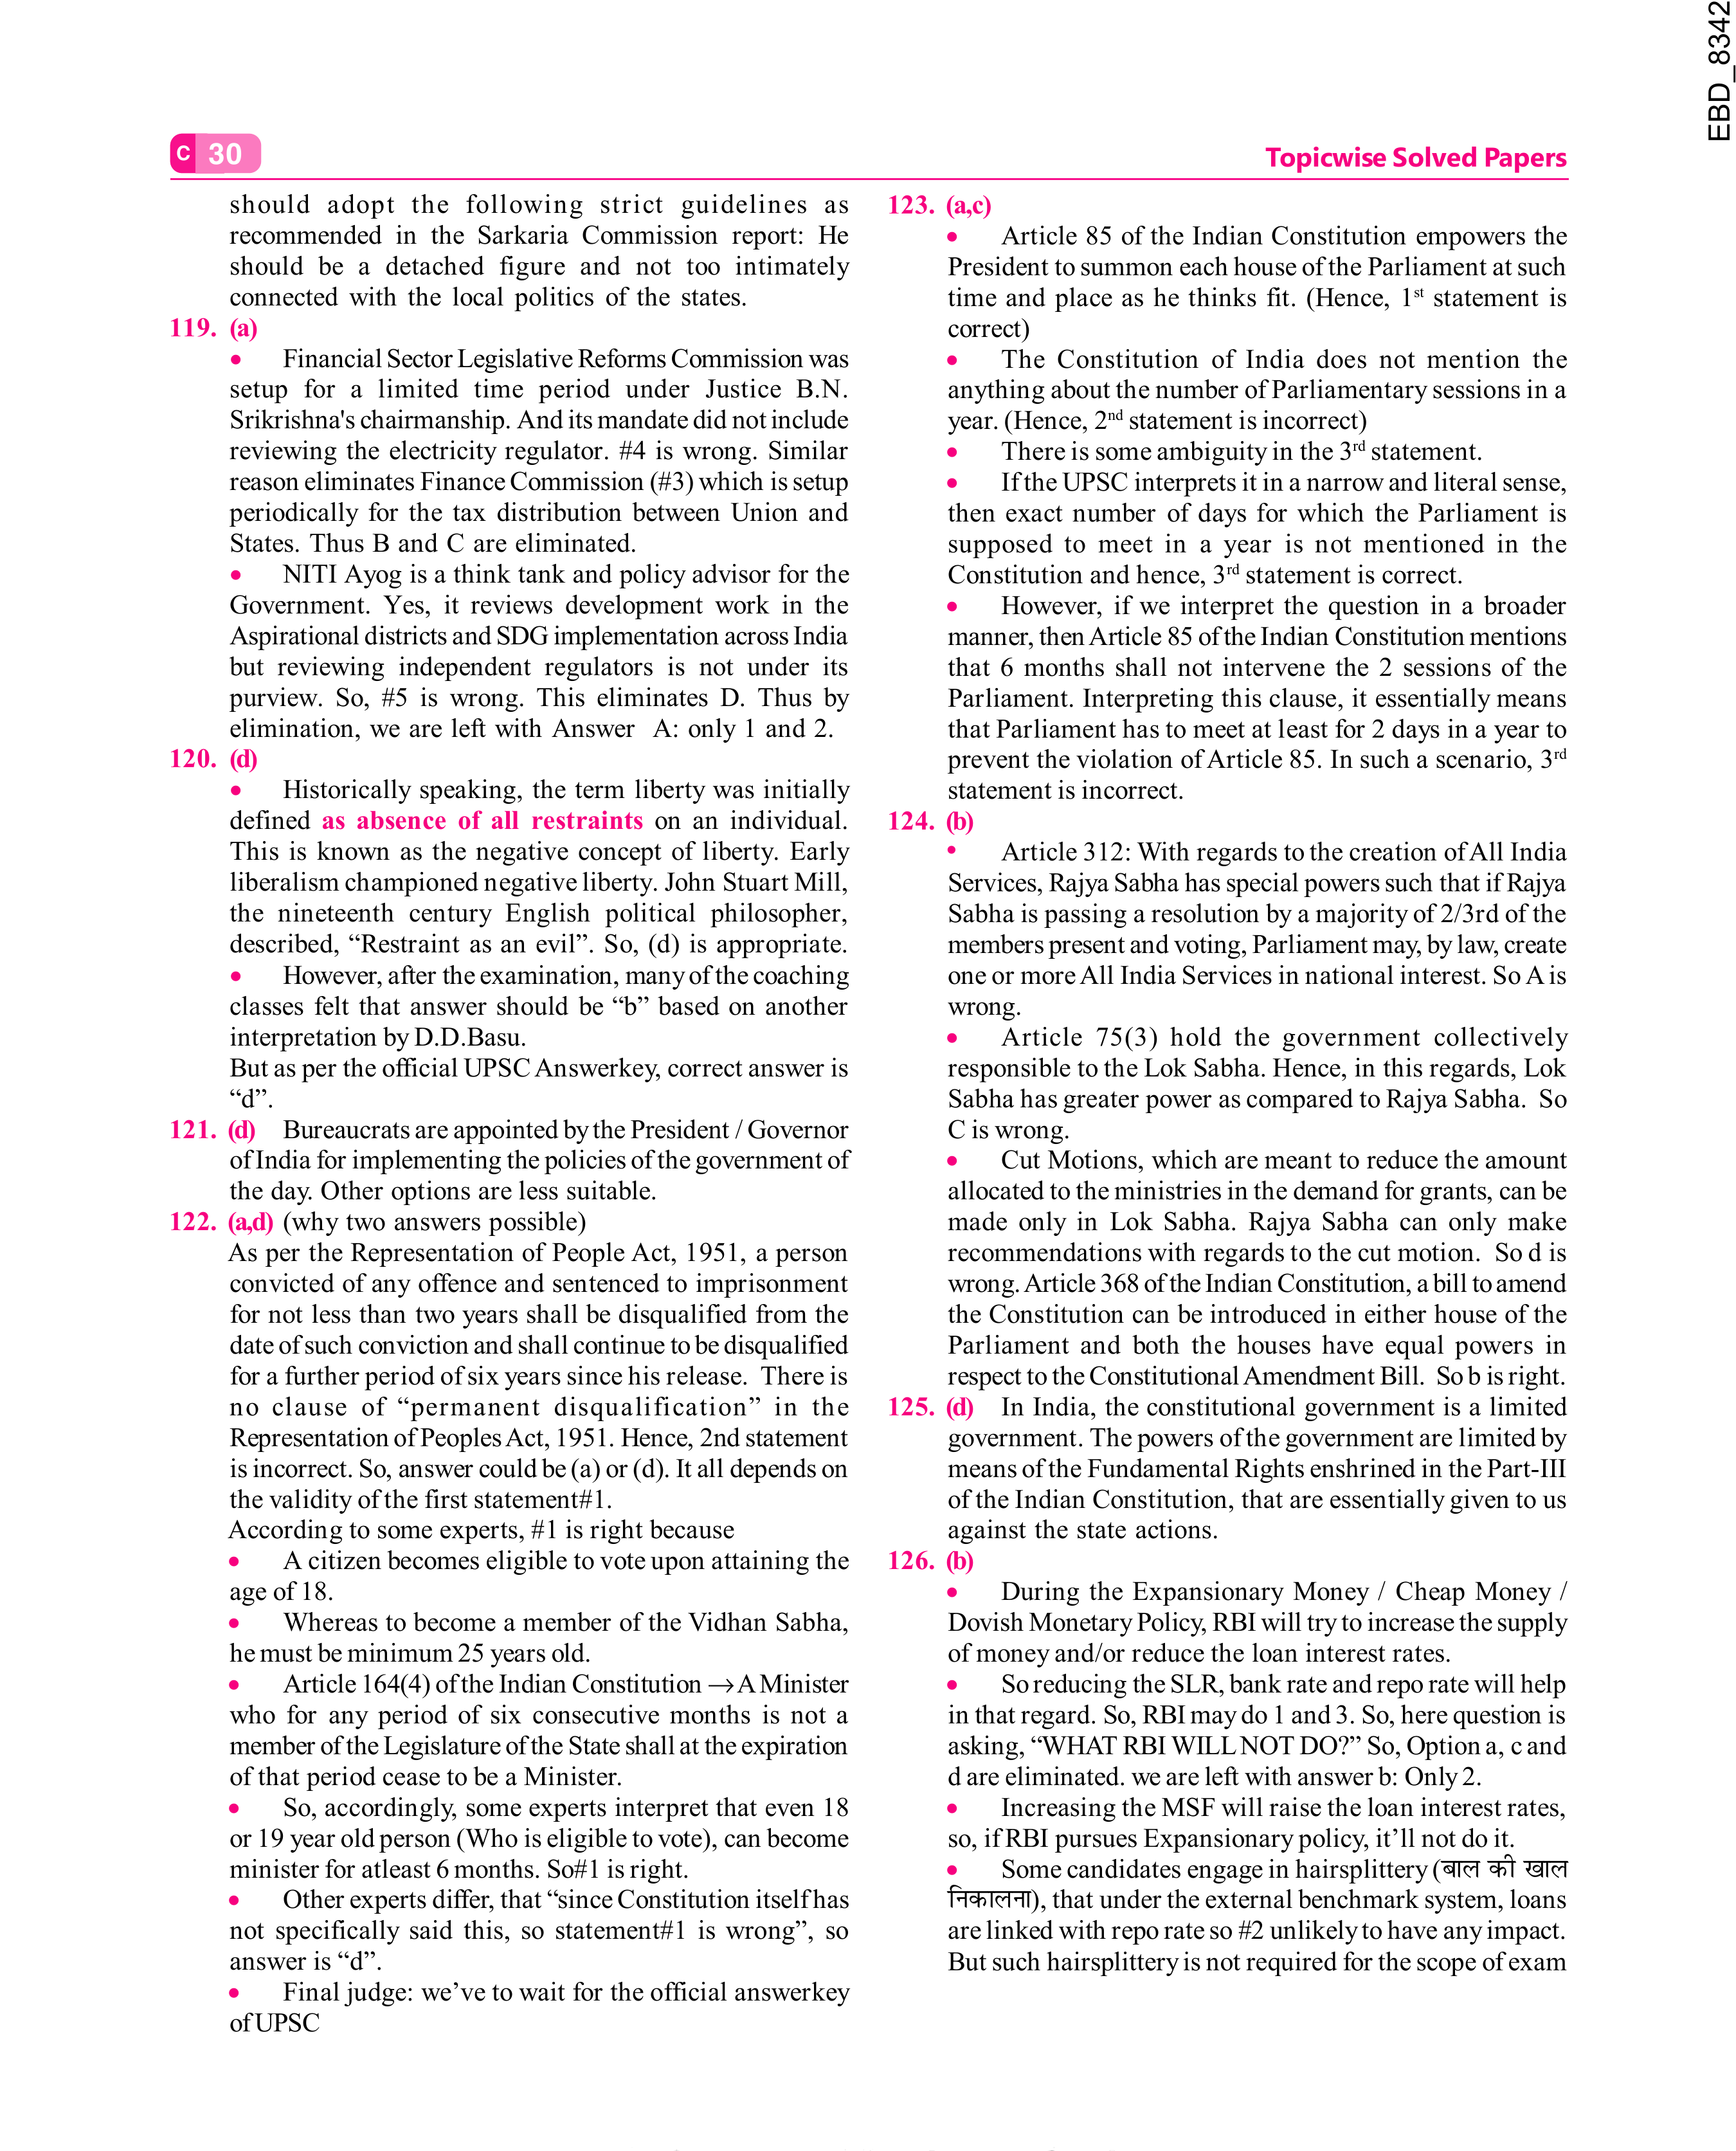 EBD_8342
C 30
Topicwise Solved Papers
should adopt the following strict guidelines as
recommended in the Sarkaria Commission report: He
should be a detached figure and not too intimately
connected with the local politics of the states.
119. (a)
• Financial Sector Legislative Reforms Commission was
setup for a limited time period under Justice B.N.
Srikrishna's chairmanship. And its mandate did not include
reviewing the electricity regulator. #4 is wrong. Similar
reason eliminates Finance Commission (#3) which is setup
periodically for the tax distribution between Union and
States. Thus B and C are eliminated.
• NITI Ayog is a think tank and policy advisor for the
Government. Yes, it reviews development work in the
Aspirational districts and SDG implementation across India
but reviewing independent regulators is not under its
purview. So, #5 is wrong. This eliminates D. Thus by
elimination, we are left with Answer A: only 1 and 2.
120. (d)
• Historically speaking, the term liberty was initially
defined as absence of all restraints on an individual.
This is known as the negative concept of liberty. Early
liberalism championed negative liberty. John Stuart Mill,
the nineteenth century English political philosopher,
described, “Restraint as an evil”. So, (d) is appropriate.
• However, after the examination, many of the coaching
classes felt that answer should be “b” based on another
interpretation by D.D.Basu.
But as per the official UPSC Answerkey, correct answer is
“d”.
121. (d) Bureaucrats are appointed by the President / Governor
of India for implementing the policies of the government of
the day. Other options are less suitable.
122. (a,d) (why two answers possible)
As per the Representation of People Act, 1951, a person
convicted of any offence and sentenced to imprisonment
for not less than two years shall be disqualified from the
date of such conviction and shall continue to be disqualified
for a further period of six years since his release. There is
no clause of “permanent disqualification” in the
Representation of Peoples Act, 1951. Hence, 2nd statement
is incorrect. So, answer could be (a) or (d). It all depends on
the validity of the first statement#1.
According to some experts, #1 is right because
• A citizen becomes eligible to vote upon attaining the
age of 18.
• Whereas to become a member of the Vidhan Sabha,
he must be minimum 25 years old.
• Article 164(4) of the Indian Constitution → A Minister
who for any period of six consecutive months is not a
member of the Legislature of the State shall at the expiration
of that period cease to be a Minister.
• So, accordingly, some experts interpret that even 18
or 19 year old person (Who is eligible to vote), can become
minister for atleast 6 months. So#1 is right.
• Other experts differ, that “since Constitution itself has
not specifically said this, so statement#1 is wrong”, so
answer is “d”.
• Final judge: we’ve to wait for the official answerkey
of UPSC
123. (a,c)
• Article 85 of the Indian Constitution empowers the
President to summon each house of the Parliament at such
time and place as he thinks fit. (Hence, 1st statement is
correct)
• The Constitution of India does not mention the
anything about the number of Parliamentary sessions in a
year. (Hence, 2nd statement is incorrect)
• There is some ambiguity in the 3rd statement.
• If the UPSC interprets it in a narrow and literal sense,
then exact number of days for which the Parliament is
supposed to meet in a year is not mentioned in the
Constitution and hence, 3rd statement is correct.
• However, if we interpret the question in a broader
manner, then Article 85 of the Indian Constitution mentions
that 6 months shall not intervene the 2 sessions of the
Parliament. Interpreting this clause, it essentially means
that Parliament has to meet at least for 2 days in a year to
prevent the violation of Article 85. In such a scenario, 3rd
statement is incorrect.
124. (b)
• Article 312: With regards to the creation of All India
Services, Rajya Sabha has special powers such that if Rajya
Sabha is passing a resolution by a majority of 2/3rd of the
members present and voting, Parliament may, by law, create
one or more All India Services in national interest. So A is
wrong.
• Article 75(3) hold the government collectively
responsible to the Lok Sabha. Hence, in this regards, Lok
Sabha has greater power as compared to Rajya Sabha. So
C is wrong.
• Cut Motions, which are meant to reduce the amount
allocated to the ministries in the demand for grants, can be
made only in Lok Sabha. Rajya Sabha can only make
recommendations with regards to the cut motion. So d is
wrong. Article 368 of the Indian Constitution, a bill to amend
the Constitution can be introduced in either house of the
Parliament and both the houses have equal powers in
respect to the Constitutional Amendment Bill. So b is right.
125. (d) In India, the constitutional government is a limited
government. The powers of the government are limited by
means of the Fundamental Rights enshrined in the Part-III
of the Indian Constitution, that are essentially given to us
against the state actions.
126. (b)
• During the Expansionary Money / Cheap Money /
Dovish Monetary Policy, RBI will try to increase the supply
of money and/or reduce the loan interest rates.
• So reducing the SLR, bank rate and repo rate will help
in that regard. So, RBI may do 1 and 3. So, here question is
asking, “WHAT RBI WILL NOT DO?” So, Option a, c and
d are eliminated. we are left with answer b: Only 2.
• Increasing the MSF will raise the loan interest rates,
so, if RBI pursues Expansionary policy, it’ll not do it.
• Some candidates engage in hairsplittery (बाल की खाल
निकालना), that under the external benchmark system, loans
are linked with repo rate so #2 unlikely to have any impact.
But such hairsplittery is not required for the scope of exam